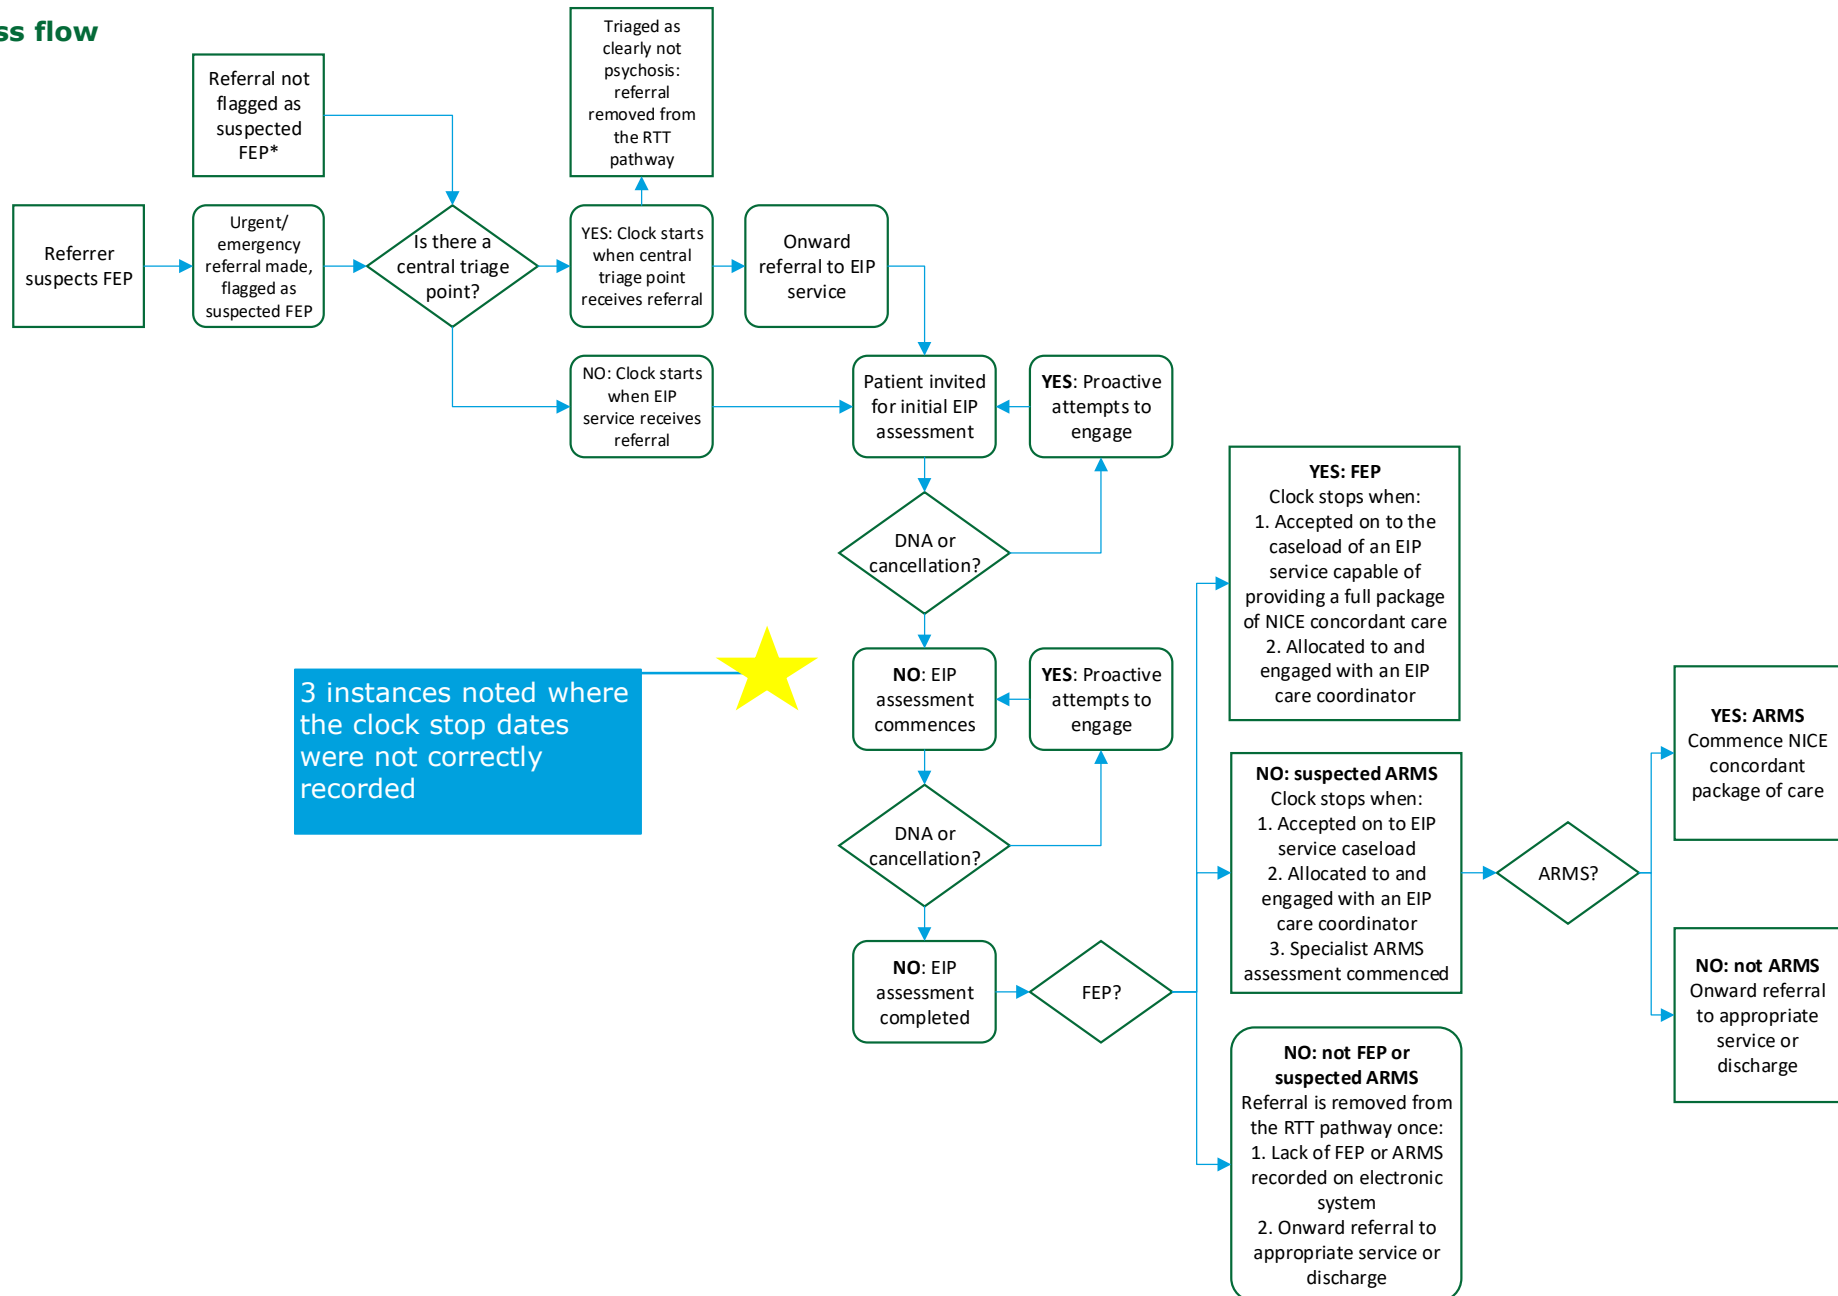 ss flow
Referral not
flagged as
suspected
FEP*
Triaged as
clearly not
psychosis:
referral
removed from
the RTT
pathway
Referrer
suspects FEP
Urgent/
emergency
referral made,
flagged as
suspected FEP
Is there a
central triage
point?
YES: Clock starts
when central
triage point
receives referral
Onward
referral to EIP
service
NO: Clock starts
when EIP
service receives
referral
Patient invited
for initial EIP
assessment
YES: Proactive
attempts to
engage
DNA or
cancellation?
3 instances noted where
the clock stop dates
were not correctly
recorded
NO: EIP
assessment
commences
YES: Proactive
attempts to
engage
DNA or
cancellation?
NO: EIP
assessment
completed
FEP?
YES: FEP
Clock stops when:
1. Accepted on to the
caseload of an EIP
service capable of
providing a full package
of NICE concordant care
2. Allocated to and
engaged with an EIP
care coordinator
NO: suspected ARMS
Clock stops when:
1. Accepted on to EIP
service caseload
2. Allocated to and
engaged with an EIP
care coordinator
3. Specialist ARMS
assessment commenced
NO: not FEP or
suspected ARMS
Referral is removed from
the RTT pathway once:
1. Lack of FEP or ARMS
recorded on electronic
system
2. Onward referral to
appropriate service or
discharge
ARMS?
YES: ARMS
Commence NICE
concordant
package of care
NO: not ARMS
Onward referral
to appropriate
service or
discharge